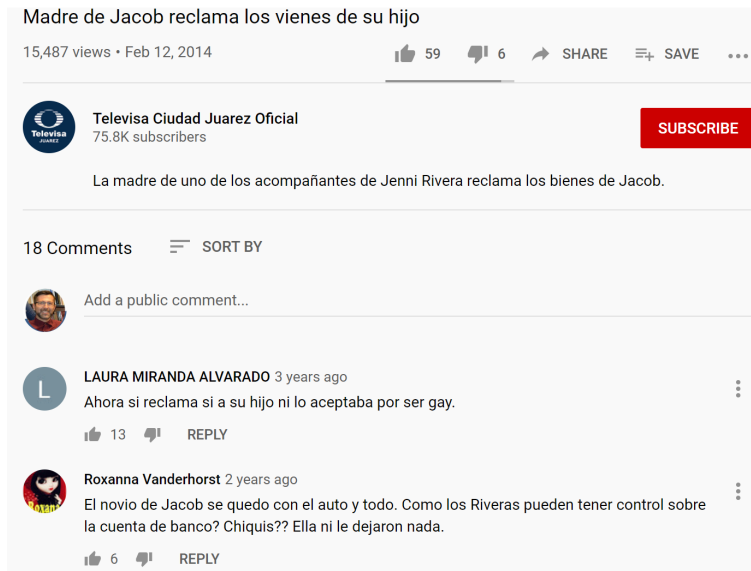 Madre de Jacob reclama los vienes de su hijo
15,487 views • Feb 12, 2014
59
6
SHARE
SAVE
Televisa
JUAREZ
Televisa Ciudad Juarez Oficial
75.8K subscribers
SUBSCRIBE
La madre de uno de los acompañantes de Jenni Rivera reclama los bienes de Jacob.
18 Comments
SORT BY
Add a public comment...
L
LAURA MIRANDA ALVARADO 3 years ago
Ahora si reclama si a su hijo ni lo aceptaba por ser gay.
13
REPLY
Roxana
Roxanna Vanderhorst 2 years ago
El novio de Jacob se quedo con el auto y todo. Como los Riveras pueden tener control sobre
la cuenta de banco? Chiquis?? Ella ni le dejaron nada.
6
REPLY